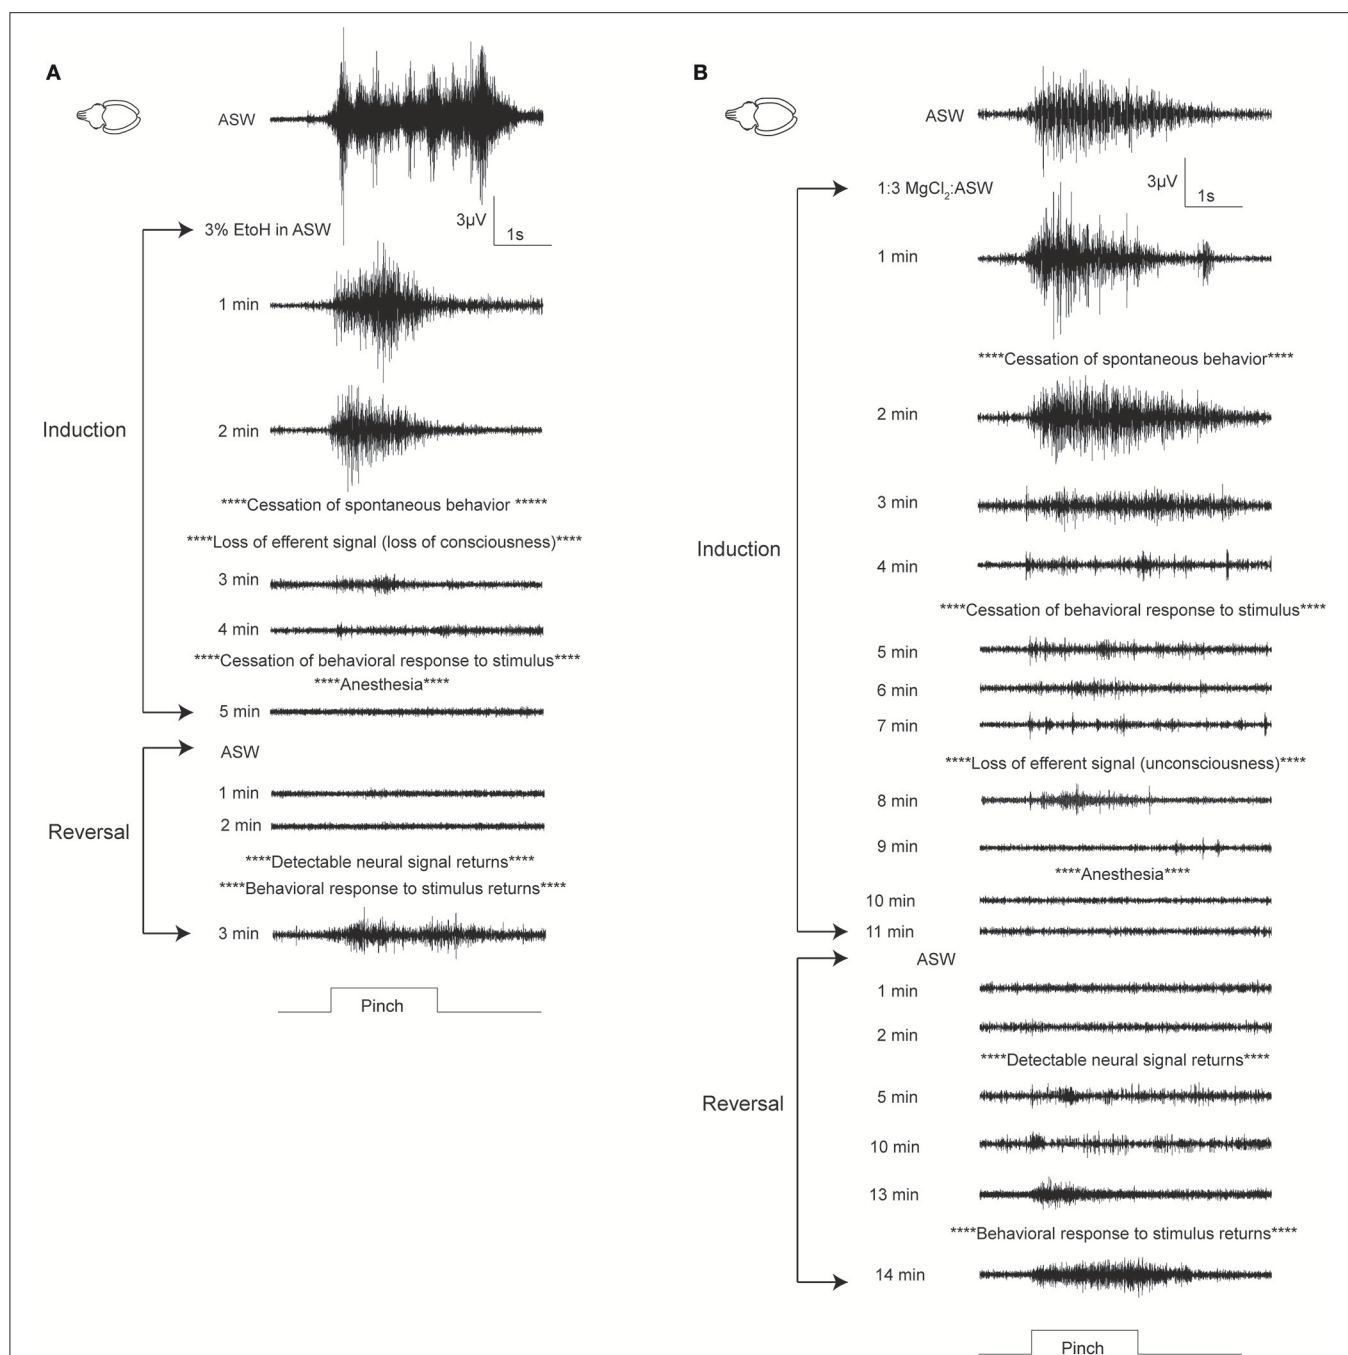 A
ASW
3% EtoH in ASW
3µV
1s
1 min
Induction
2 min
****Cessation of spontaneous behavior *****
****Loss of efferent signal (loss of consciousness)****
3 min
4 min
****Cessation of behavioral response to stimulus****
****Anesthesia****
5 min
ASW
1 min
Reversal
2 min
****Detectable neural signal returns****
****Behavioral response to stimulus returns****
3 min
Pinch
B
ASW
1:3 MgCl2:ASW
3µV
1s
1 min
****Cessation of spontaneous behavior****
2 min
3 min
Induction
4 min
****Cessation of behavioral response to stimulus****
5 min
6 min
7 min
****Loss of efferent signal (unconsciousness)****
8 min
9 min
****Anesthesia****
10 min
11 min
ASW
1 min
2 min
****Detectable neural signal returns****
5 min
Reversal
10 min
13 min
****Behavioral response to stimulus returns****
14 min
Pinch